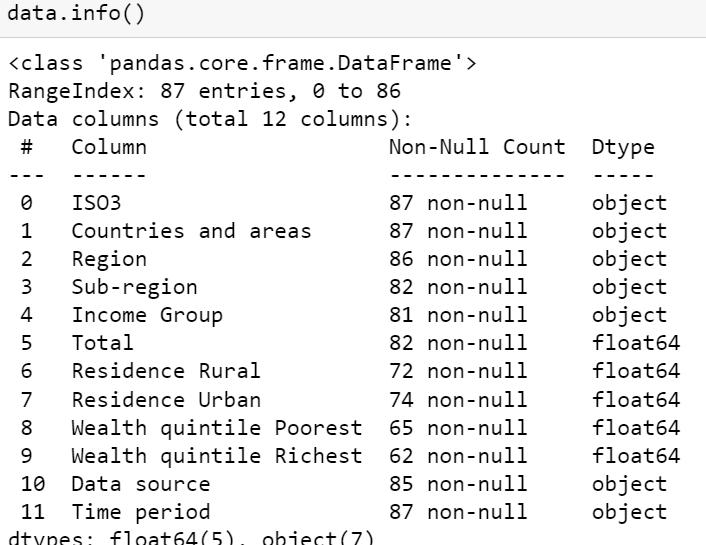 data.info()
<class 'pandas.core.frame.DataFrame'>
RangeIndex: 87 entries, 0 to 86
Data columns (total 12 columns):
 #   Column                   Non-Null Count  Dtype
---  ------                   --------------  -----
 0   ISO3                     87 non-null     object
 1   Countries and areas      87 non-null     object
 2   Region                   86 non-null     object
 3   Sub-region               82 non-null     object
 4   Income Group             81 non-null     object
 5   Total                    82 non-null     float64
 6   Residence Rural          72 non-null     float64
 7   Residence Urban          74 non-null     float64
 8   Wealth quintile Poorest  65 non-null     float64
 9   Wealth quintile Richest  62 non-null     float64
 10  Data source              85 non-null     object
 11  Time period              87 non-null     object
dtypes: float64(5), object(7)